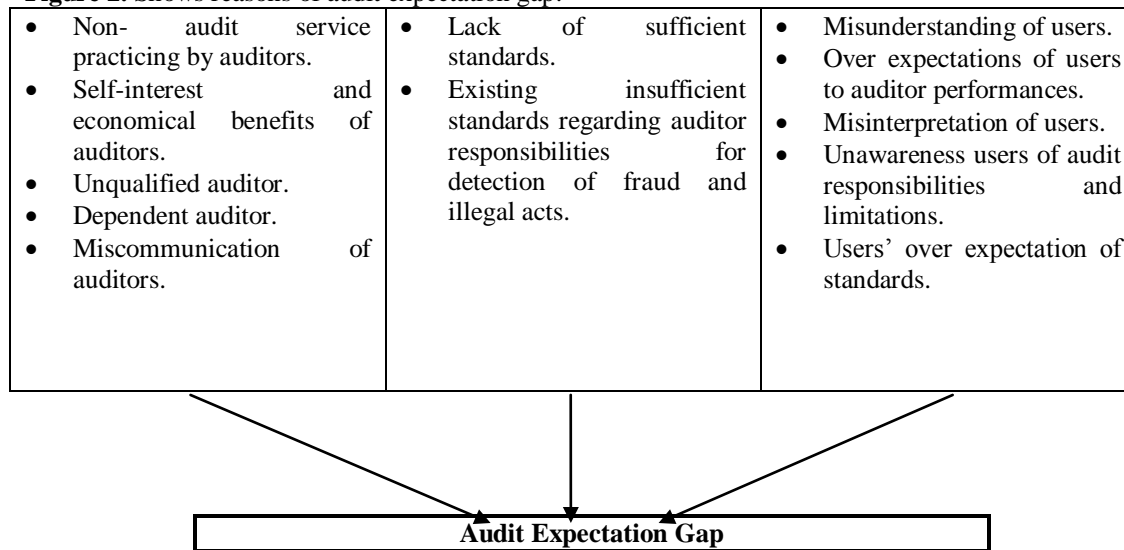 Figure 2: Shows reasons of audit expectation gap.
• Non- audit service
practicing by auditors.
• Self-interest and
economical benefits of
auditors.
• Unqualified auditor.
• Dependent auditor.
• Miscommunication of
auditors.
• Lack of sufficient
standards.
• Existing insufficient
standards regarding auditor
responsibilities for
detection of fraud and
illegal acts.
• Misunderstanding of users.
• Over expectations of users
to auditor performances.
• Misinterpretation of users.
• Unawareness users of audit
responsibilities and
limitations.
• Users’ over expectation of
standards.
Audit Expectation Gap